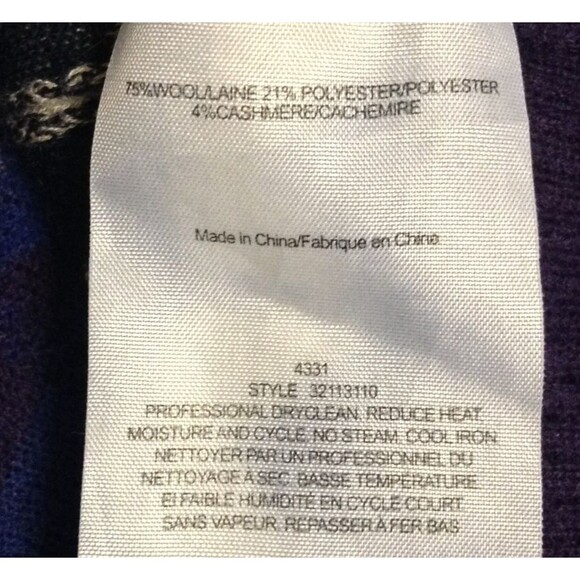 75%WOOL/LAINE 21% POLYESTER/POLYESTER
4%CASHMERE/CACHEMIRE
Made in China/Fabrique en Chine
4331
STYLE 32113110
PROFESSIONAL DRYCLEAN. REDUCE HEAT
MOISTURE AND CYCLE. NO STEAM. COOL IRON
NETTOYER PAR UN PROFESSIONNEL DU
NETTOYAGE A SEC. BASSE TEMPERATURE
EI FAIBLE HUMIDITÉ EN CYCLE COURT.
SANS VAPEUR. REPASSER À FER BAS